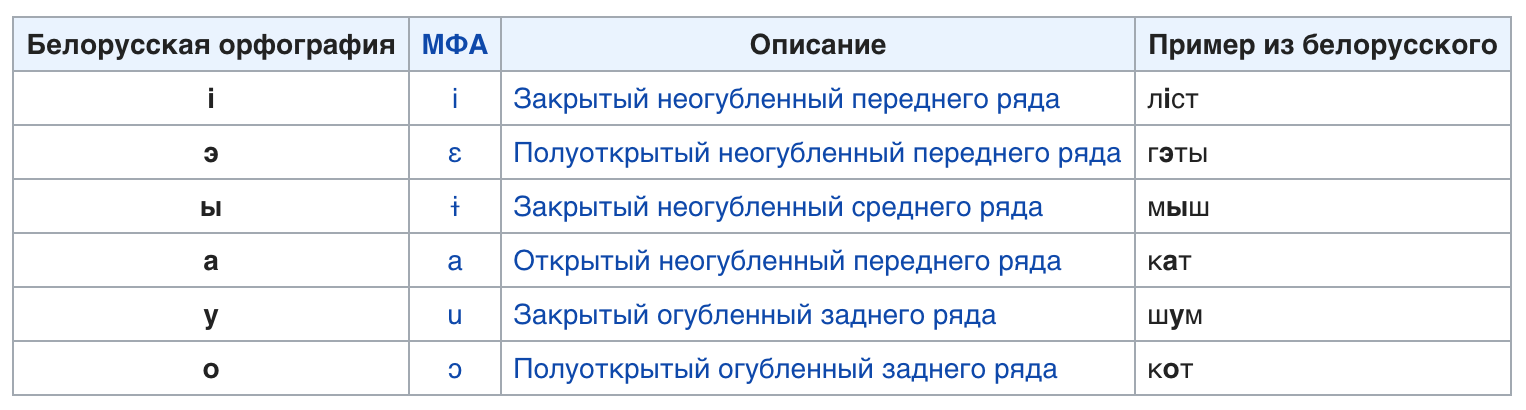 Белорусская орфография МФА Описание Пример из белорусского
і i Закрытый неогубленный переднего ряда ліст
э ɛ Полуоткрытый неогубленный переднего ряда гэты
ы ɨ Закрытый неогубленный среднего ряда мыш
а a Открытый неогубленный переднего ряда кат
у u Закрытый огубленный заднего ряда шум
о ɔ Полуоткрытый огубленный заднего ряда кот